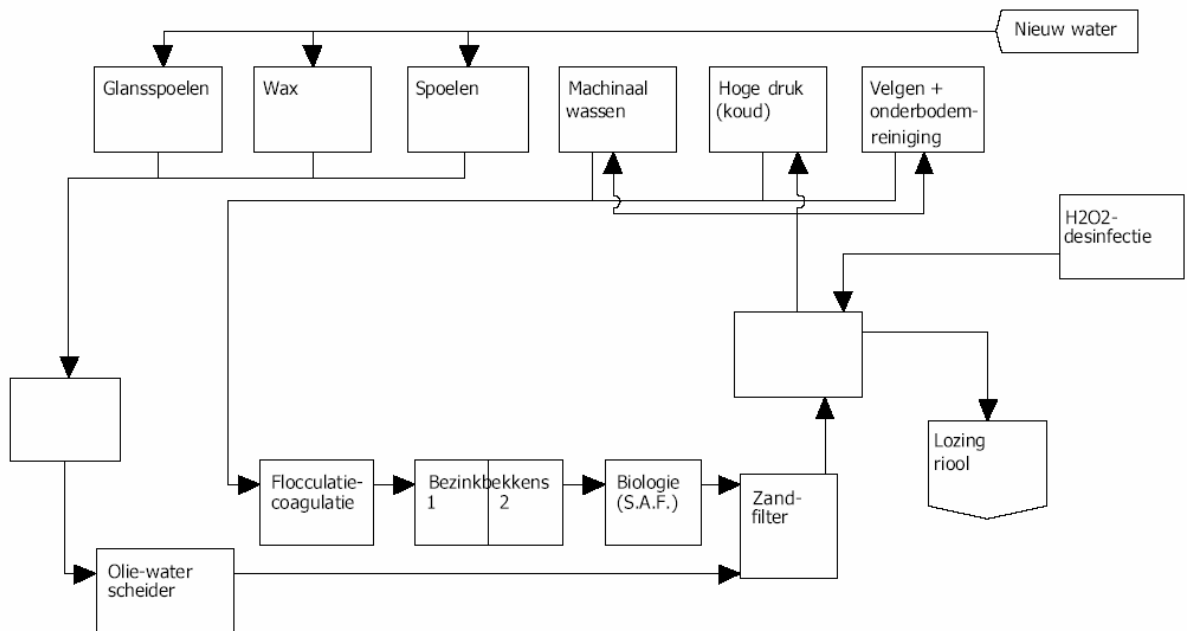 Nieuw water
Glansspoelen
Wax
Spoelen
Machinaal
wassen
Hoge druk
(koud)
Velgen +
onderbodem-
reiniging
H2O2-
desinfectie
Lozing
riool
Flocculatie-
coagulatie
Bezinkbekkens
1 2
Biologie
(S.A.F.)
Zand-
filter
Olie-water
scheider